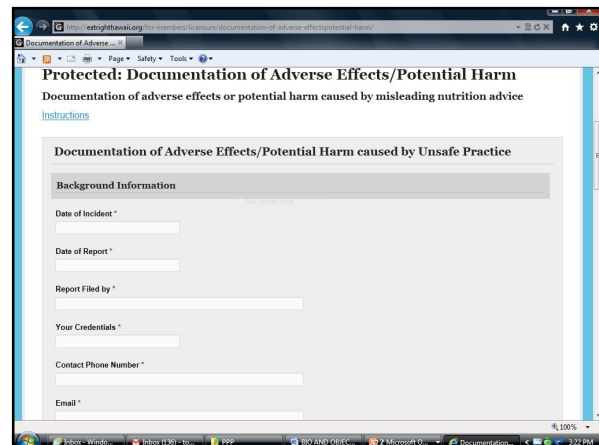 http://eatrighthawaii.org/for-members/licensure/documentation-of-adverse-effectspotential-harm/
Documentation of Adverse ...
Page Safety Tools
Protected: Documentation of Adverse Effects/Potential Harm
Documentation of adverse effects or potential harm caused by misleading nutrition advice
Instructions
Documentation of Adverse Effects/Potential Harm caused by Unsafe Practice
Background Information
Date of Incident *
Date of Report *
Report Filed by *
Your Credentials *
Contact Phone Number *
Email *
100%
Inbox - Windo... Inbox (136) - to... PPP BIO AND OBJEC... 2 Microsoft O... Documentation... 3:22 PM